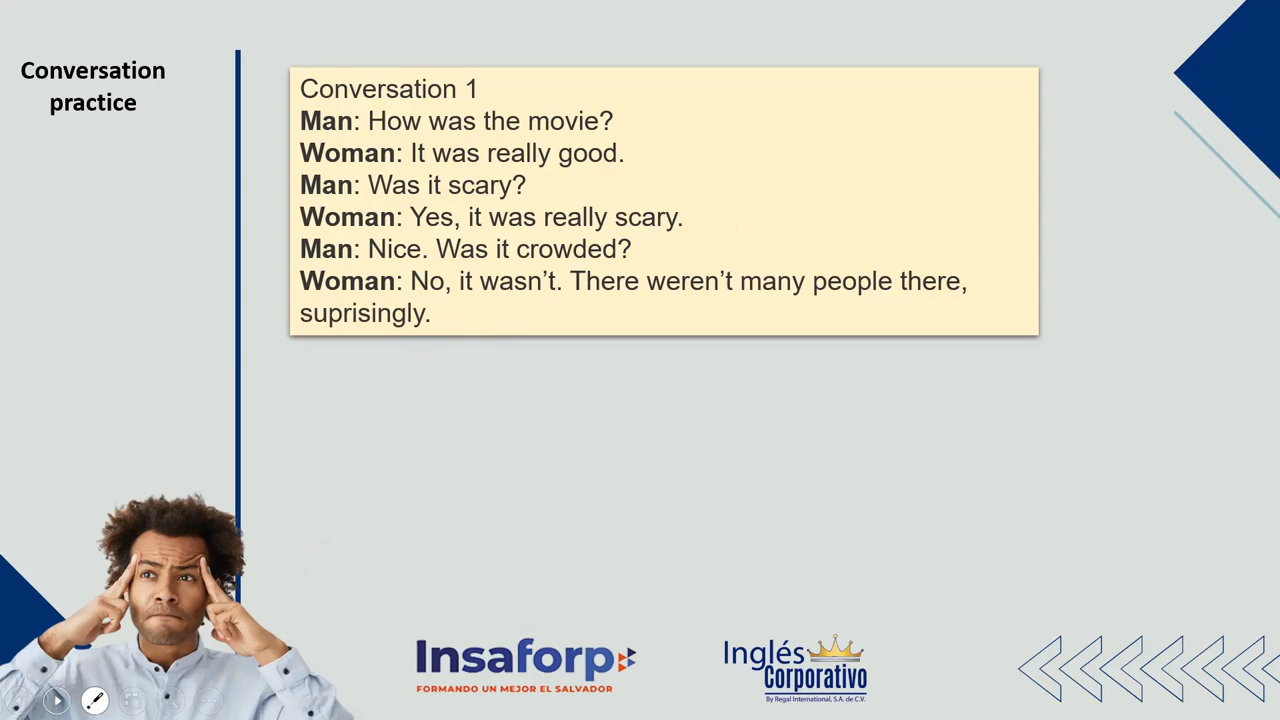 Conversation
practice
Conversation 1
Man: How was the movie?
Woman: It was really good.
Man: Was it scary?
Woman: Yes, it was really scary.
Man: Nice. Was it crowded?
Woman: No, it wasn’t. There weren’t many people there,
suprisingly.
Insaforp
FORMANDO UN MEJOR EL SALVADOR
Inglés
Corporativo
By Regal International, S.A. de C.V.